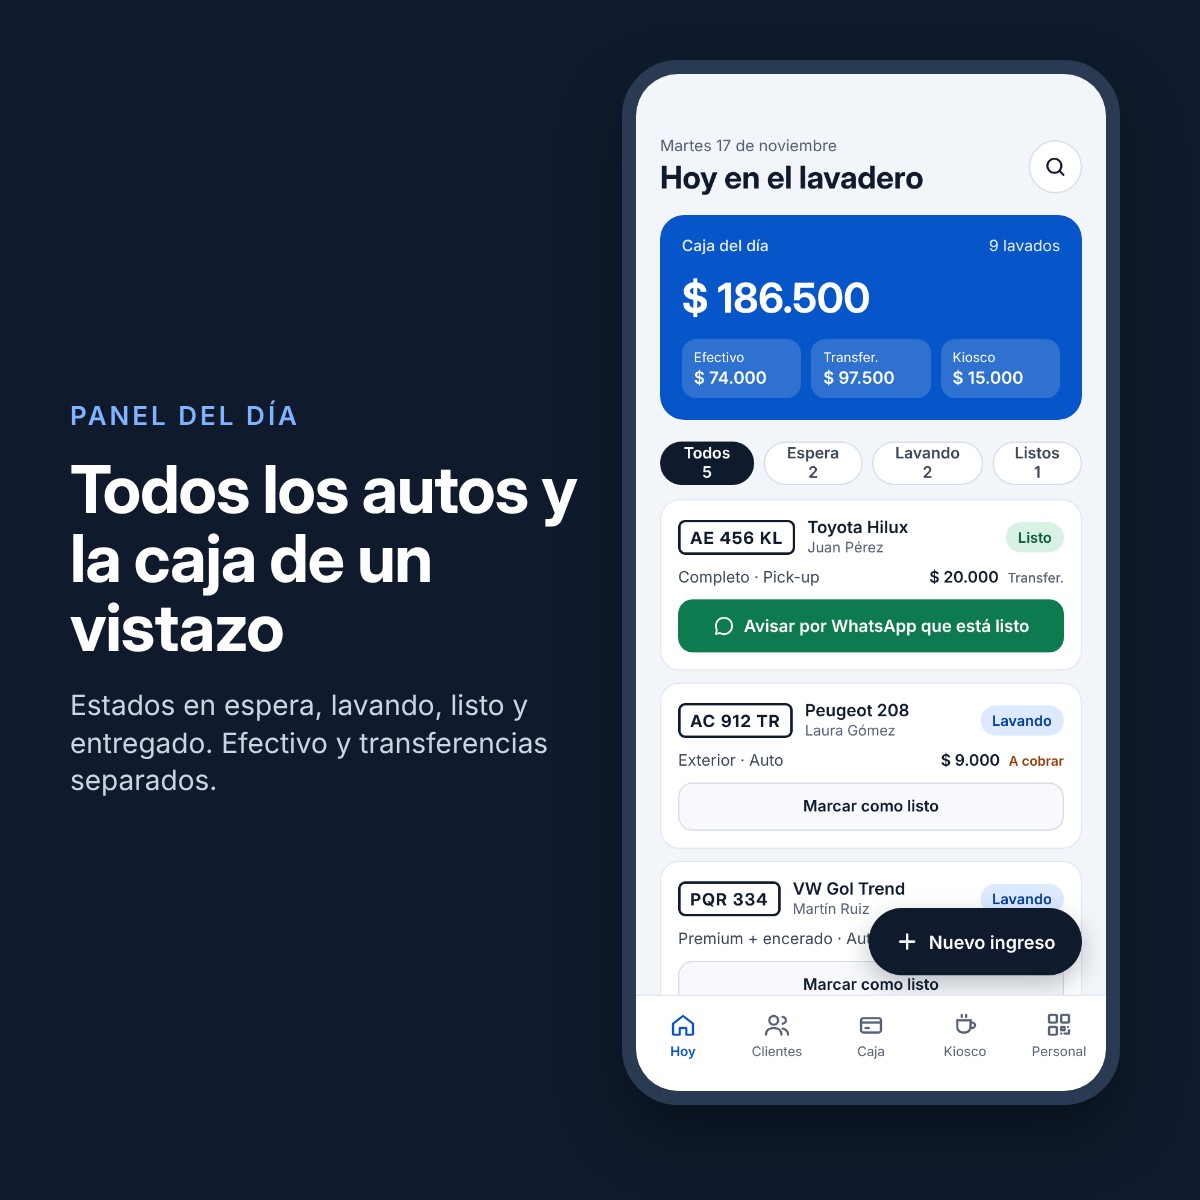 PANEL DEL DÍA
Todos los autos y
la caja de un
vistazo
Estados en espera, lavando, listo y
entregado. Efectivo y transferencias
separados.
Martes 17 de noviembre
Hoy en el lavadero
Caja del día 9 lavados
$ 186.500
Efectivo Transfer. Kiosco
$ 74.000 $ 97.500 $ 15.000
Todos Espera Lavando Listos
5 2 2 1
AE 456 KL Toyota Hilux Listo
Juan Pérez
Completo · Pick-up $ 20.000 Transfer.
Avisar por WhatsApp que está listo
AC 912 TR Peugeot 208 Lavando
Laura Gómez
Exterior · Auto $ 9.000 A cobrar
Marcar como listo
PQR 334 VW Gol Trend Lavando
Martín Ruiz
Premium + encerado ·
Nuevo ingreso
Marcar como listo
Hoy Clientes Caja Kiosco Personal